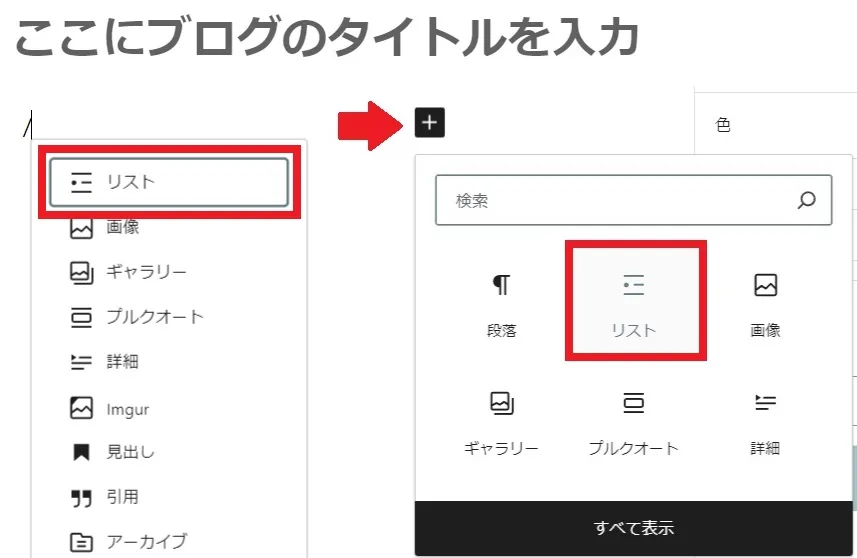 ここにブログのタイトルを入力
/
リスト
画像
ギャラリー
プルクオート
詳細
Imgur
見出し
引用
アーカイブ
色
検索
段落
リスト
画像
ギャラリー
プルクオート
詳細
すべて表示